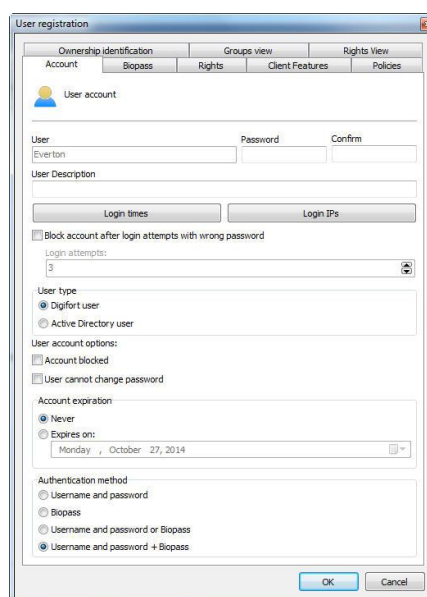 User registration
Ownership identification Groups view Rights View
Account Biopass Rights Client Features Policies
User account
User Password Confirm
Everton
User Description
Login times Login IPs
Block account after login attempts with wrong password
Login attempts:
3
User type
Digifort user
Active Directory user
User account options:
Account blocked
User cannot change password
Account expiration
Never
Expires on:
Monday , October 27, 2014
Authentication method
Username and password
Biopass
Username and password or Biopass
Username and password + Biopass
OK Cancel